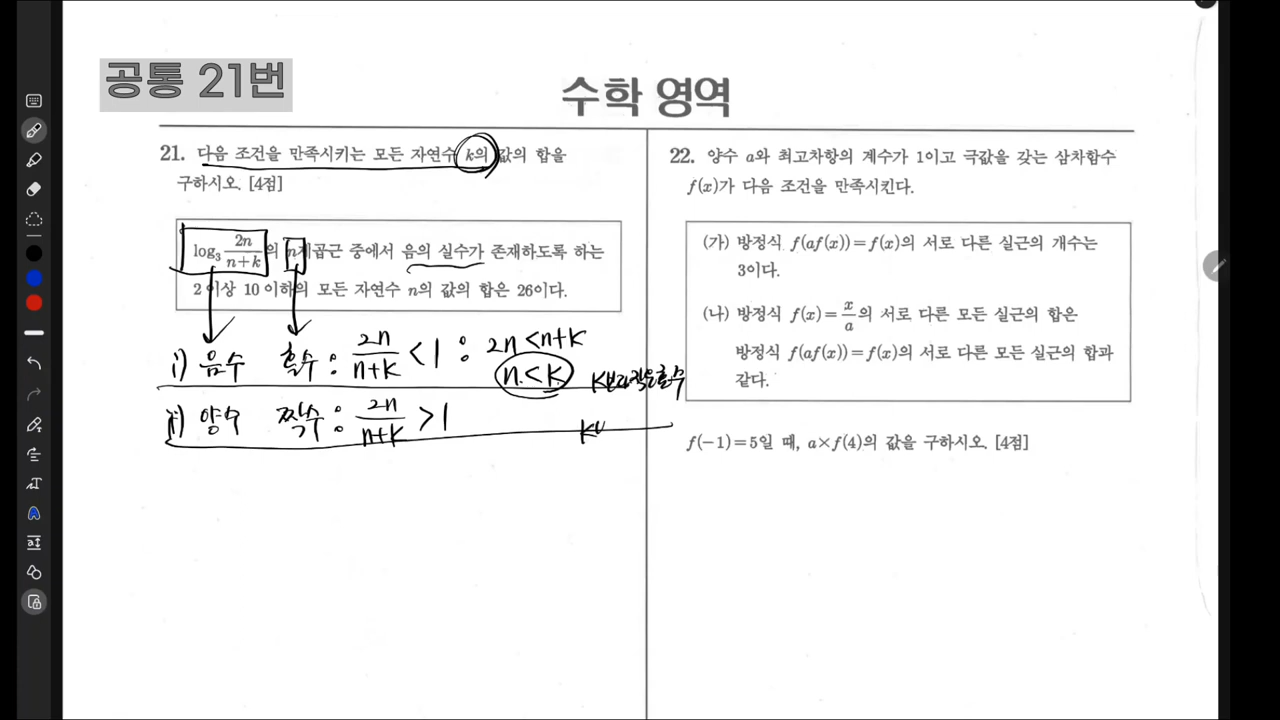 공통 21번
수학 영역
21. 다음 조건을 만족시키는 모든 자연수 k의 값의 합을
구하시오. [4점]
log₃ 2n/(n+k) 의 n제곱근 중에서 음의 실수가 존재하도록 하는
2 이상 10 이하의 모든 자연수 n의 값의 합은 26이다.
i) 음수 홀수 : 2n/(n+k) < 1 : 2n < n+k
n < k k보다 작은 홀수
ii) 양수 짝수 : 2n/(n+k) > 1
22. 양수 a와 최고차항의 계수가 1이고 극값을 갖는 삼차함수
f(x)가 다음 조건을 만족시킨다.
(가) 방정식 f(af(x))=f(x)의 서로 다른 실근의 개수는
3이다.
(나) 방정식 f(x)=x/a의 서로 다른 모든 실근의 합은
방정식 f(af(x))=f(x)의 서로 다른 모든 실근의 합과
같다.
f(-1)=5일 때, a×f(4)의 값을 구하시오. [4점]